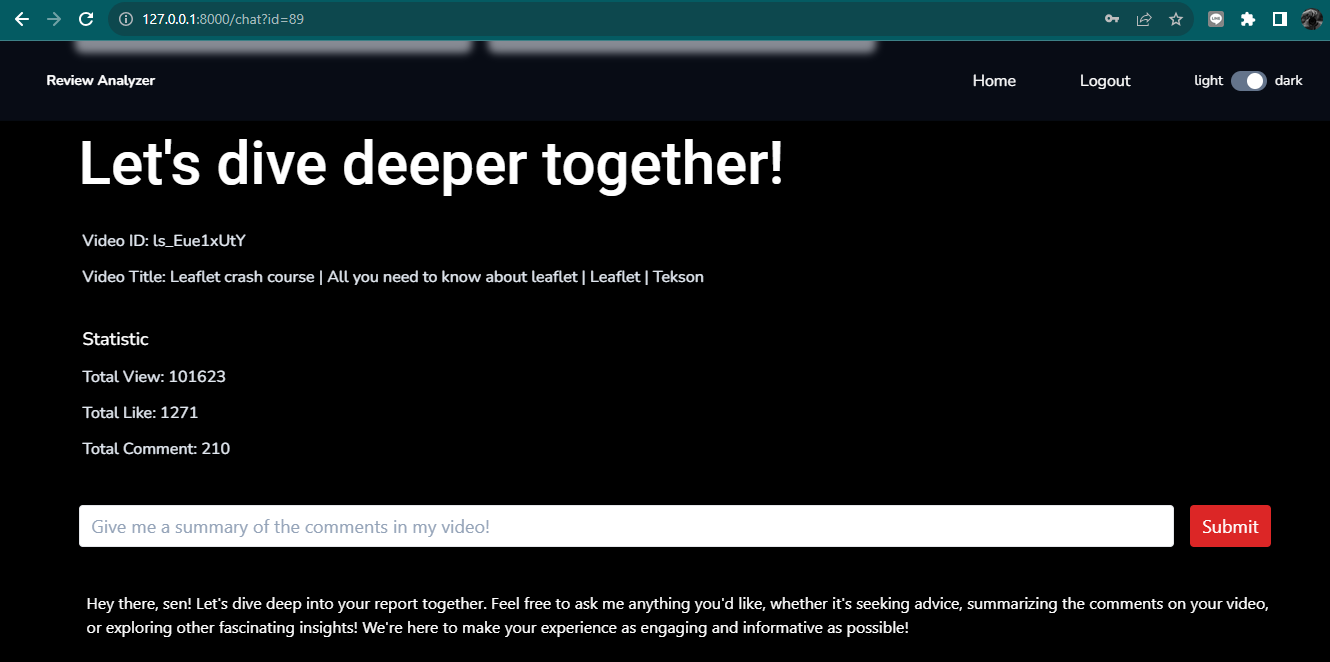 127.0.0.1:8000/chat?id=89
Review Analyzer
Home
Logout
light
dark
Let's dive deeper together!
Video ID: ls_Eue1xUtY
Video Title: Leaflet crash course | All you need to know about leaflet | Leaflet | Tekson
Statistic
Total View: 101623
Total Like: 1271
Total Comment: 210
Give me a summary of the comments in my video!
Submit
Hey there, sen! Let's dive deep into your report together. Feel free to ask me anything you'd like, whether it's seeking advice, summarizing the comments on your video,
or exploring other fascinating insights! We're here to make your experience as engaging and informative as possible!